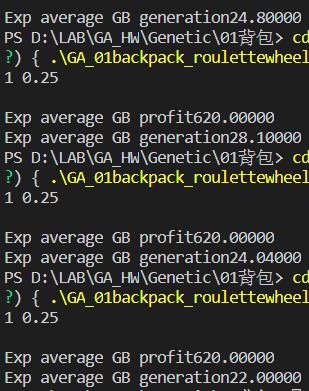 Exp average GB generation24.80000
PS D:\LAB\GA_HW\Genetic\01背包> cd
?) { .\GA_01backpack_roulettewheel
1 0.25
Exp average GB profit620.00000
Exp average GB generation28.10000
PS D:\LAB\GA_HW\Genetic\01背包> cd
?) { .\GA_01backpack_roulettewheel
1 0.25
Exp average GB profit620.00000
Exp average GB generation24.04000
PS D:\LAB\GA_HW\Genetic\01背包> cd
?) { .\GA_01backpack_roulettewheel
1 0.25
Exp average GB profit620.00000
Exp average GB generation22.00000